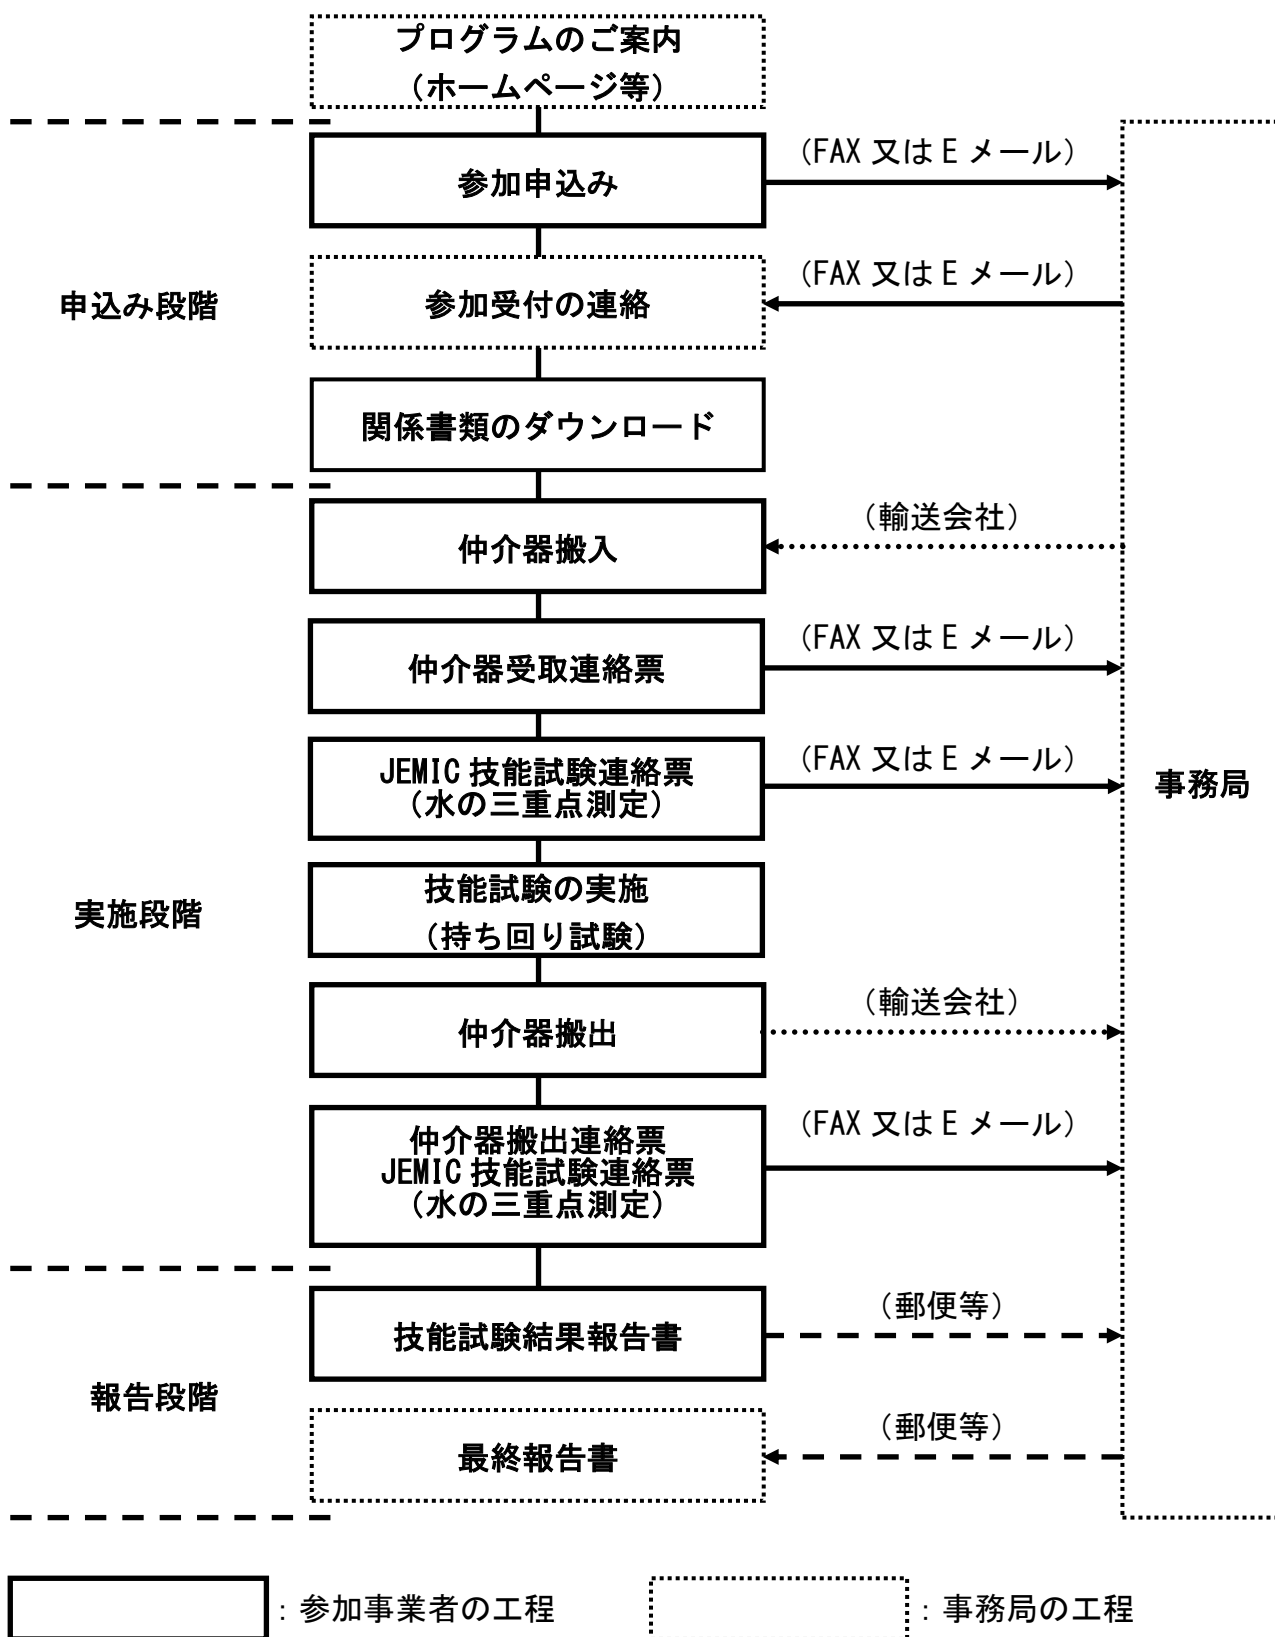 プログラムのご案内
（ホームページ等）
参加申込み
（FAX 又は E メール）
申込み段階
参加受付の連絡
（FAX 又は E メール）
関係書類のダウンロード
仲介器搬入
（輸送会社）
仲介器受取連絡票
（FAX 又は E メール）
JEMIC 技能試験連絡票
（水の三重点測定）
（FAX 又は E メール）
事務局
実施段階
技能試験の実施
（持ち回り試験）
仲介器搬出
（輸送会社）
仲介器搬出連絡票
JEMIC 技能試験連絡票
（水の三重点測定）
（FAX 又は E メール）
技能試験結果報告書
（郵便等）
報告段階
最終報告書
（郵便等）
：参加事業者の工程
：事務局の工程